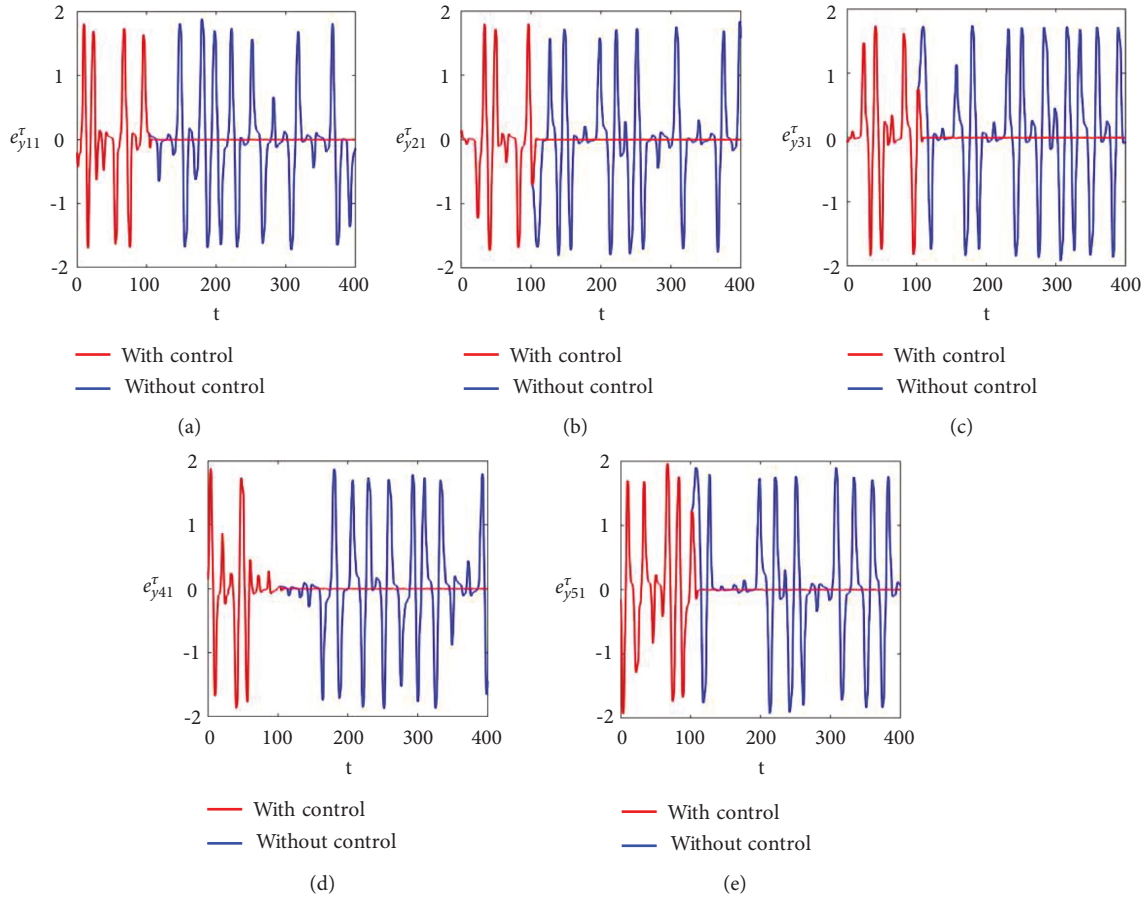 2
1
e^τ_y11
0
-1
-2
0 100 200 300 400
t
With control
Without control
(a)
2
1
e^τ_y21
0
-1
-2
0 100 200 300 400
t
With control
Without control
(b)
2
1
e^τ_y31
0
-1
-2
0 100 200 300 400
t
With control
Without control
(c)
2
1
e^τ_y41
0
-1
-2
0 100 200 300 400
t
With control
Without control
(d)
2
1
e^τ_y51
0
-1
-2
0 100 200 300 400
t
With control
Without control
(e)